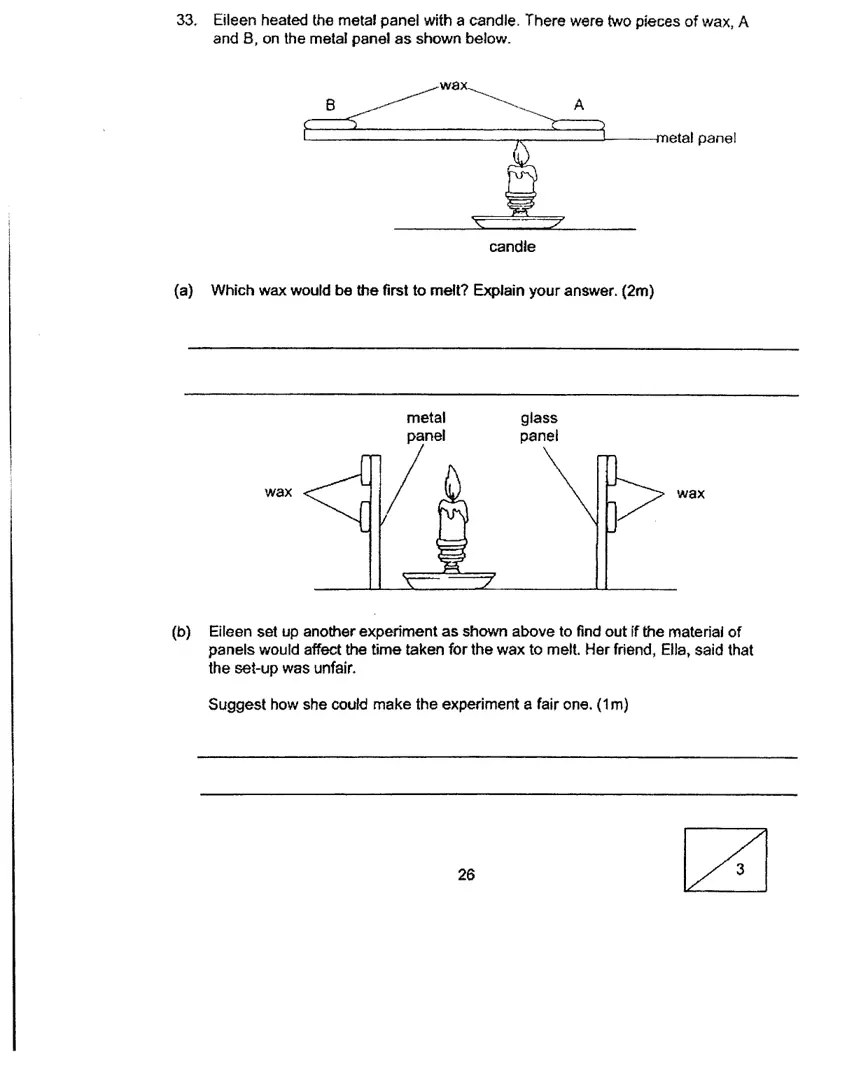 33. Eileen heated the metal panel with a candle. There were two pieces of wax, A
and B, on the metal panel as shown below.
wax
B
A
metal panel
candle
(a) Which wax would be the first to melt? Explain your answer. (2m)
metal
panel
glass
panel
wax
wax
(b) Eileen set up another experiment as shown above to find out if the material of
panels would affect the time taken for the wax to melt. Her friend, Ella, said that
the set-up was unfair.
Suggest how she could make the experiment a fair one. (1m)
3
26